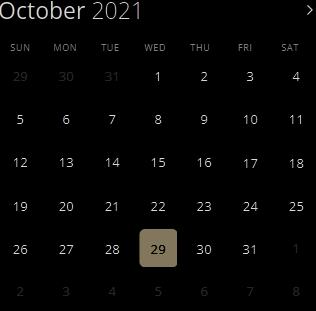 October 2021
SUN MON TUE WED THU FRI SAT
29 30 31 1 2 3 4
5 6 7 8 9 10 11
12 13 14 15 16 17 18
19 20 21 22 23 24 25
26 27 28 29 30 31 1
2 3 4 5 6 7 8